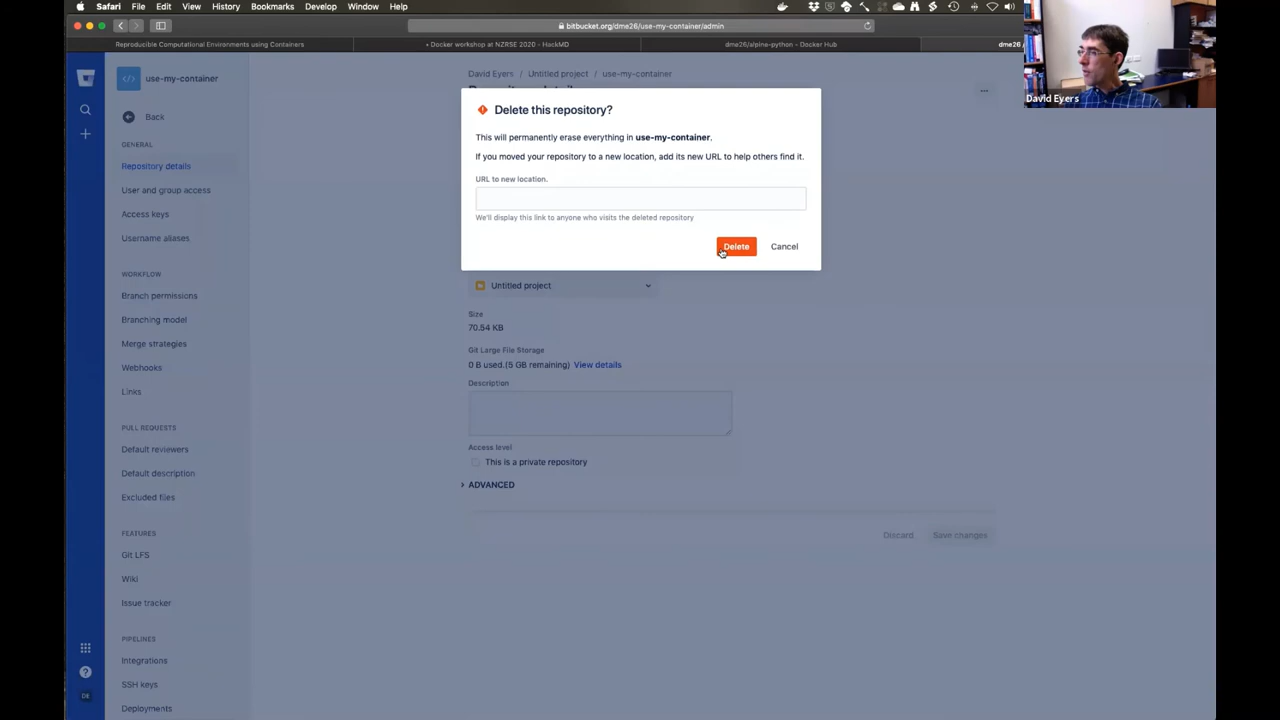 Safari File Edit View History Bookmarks Develop Window Help
bitbucket.org/dme26/use-my-container/admin
Reproducible Computational Environments using Containers
• Docker workshop at NZRSE 2020 - HackMD
dme26/alpine-python - Docker Hub
dme26
David Eyers
use-my-container
Back
GENERAL
Repository details
User and group access
Access keys
Username aliases
WORKFLOW
Branch permissions
Branching model
Merge strategies
Webhooks
Links
PULL REQUESTS
Default reviewers
Default description
Excluded files
FEATURES
Git LFS
Wiki
Issue tracker
PIPELINES
Integrations
SSH keys
Deployments
DE
David Eyers / Untitled project / use-my-container
Delete this repository?
This will permanently erase everything in use-my-container.
If you moved your repository to a new location, add its new URL to help others find it.
URL to new location.
We'll display this link to anyone who visits the deleted repository
Delete Cancel
Untitled project
Size
70.54 KB
Git Large File Storage
0 B used.(5 GB remaining) View details
Description
Access level
This is a private repository
ADVANCED
Discard Save changes